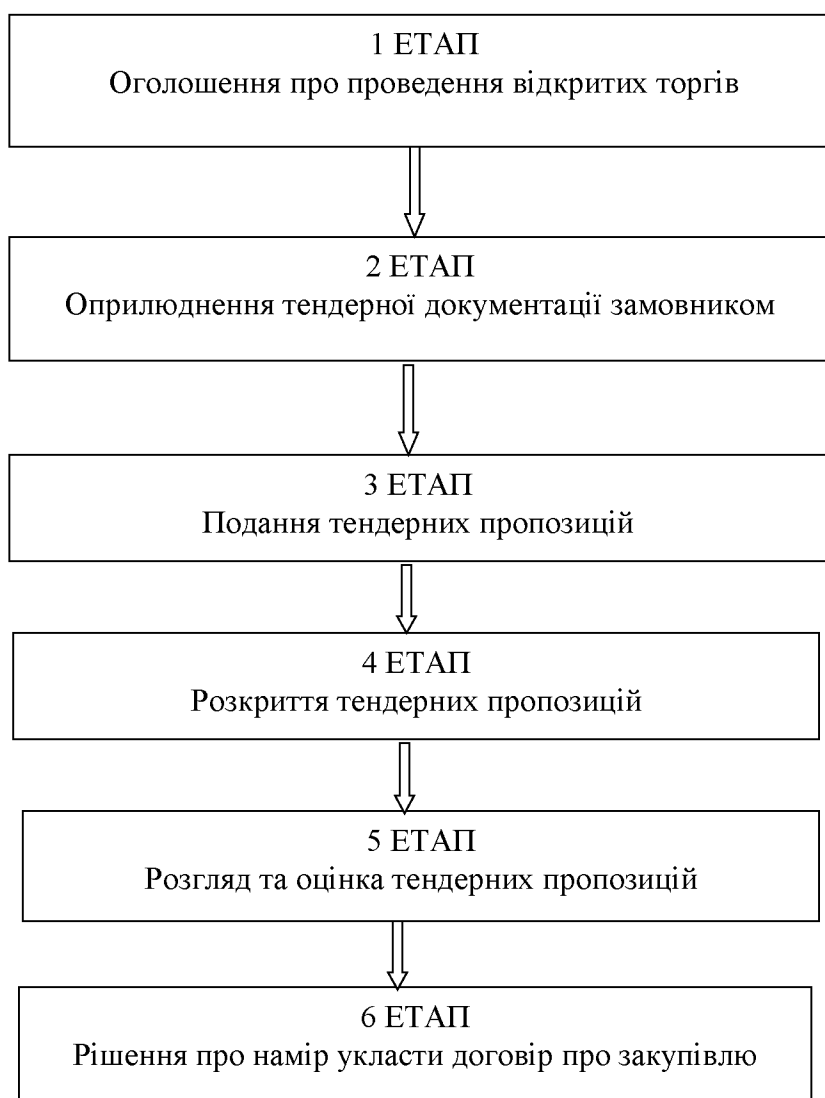 1 ЕТАП
Оголошення про проведення відкритих торгів
2 ЕТАП
Оприлюднення тендерної документації замовником
3 ЕТАП
Подання тендерних пропозицій
4 ЕТАП
Розкриття тендерних пропозицій
5 ЕТАП
Розгляд та оцінка тендерних пропозицій
6 ЕТАП
Рішення про намір укласти договір про закупівлю